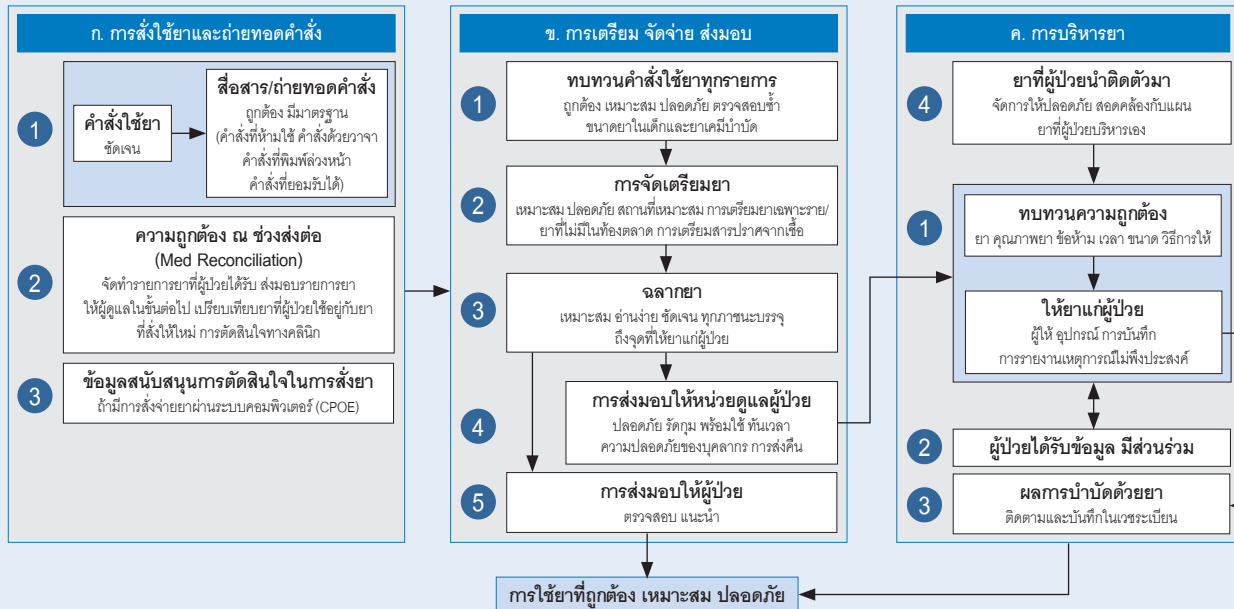 ก. การสั่งใช้ยาและถ่ายทอดคำสั่ง
1
คำสั่งใช้ยา
ชัดเจน
สื่อสาร/ถ่ายทอดคำสั่ง
ถูกต้อง มีมาตรฐาน
(คำสั่งที่ห้ามใช้ คำสั่งด้วยวาจา
คำสั่งที่พิมพ์ล่วงหน้า
คำสั่งที่ยอมรับได้)
2
ความถูกต้อง ณ ช่วงส่งต่อ
(Med Reconciliation)
จัดทำรายการยาที่ผู้ป่วยได้รับ ส่งมอบรายการยา
ให้ผู้ดูแลในขั้นต่อไป เปรียบเทียบยาที่ผู้ป่วยใช้อยู่กับยา
ที่สั่งให้ใหม่ การตัดสินใจทางคลินิก
3
ข้อมูลสนับสนุนการตัดสินใจในการสั่งยา
ถ้ามีการสั่งจ่ายยาผ่านระบบคอมพิวเตอร์ (CPOE)
ข. การเตรียม จัดจ่าย ส่งมอบ
1
ทบทวนคำสั่งใช้ยาทุกรายการ
ถูกต้อง เหมาะสม ปลอดภัย ตรวจสอบซ้ำ
ขนาดยาในเด็กและยาเคมีบำบัด
2
การจัดเตรียมยา
เหมาะสม ปลอดภัย สถานที่เหมาะสม การเตรียมยาเฉพาะราย/
ยาที่ไม่มีในท้องตลาด การเตรียมสารปราศจากเชื้อ
3
ฉลากยา
เหมาะสม อ่านง่าย ชัดเจน ทุกภาชนะบรรจุ
ถึงจุดที่ให้ยาแก่ผู้ป่วย
4
การส่งมอบให้หน่วยดูแลผู้ป่วย
ปลอดภัย รัดกุม พร้อมใช้ ทันเวลา
ความปลอดภัยของบุคลากร การส่งคืน
5
การส่งมอบให้ผู้ป่วย
ตรวจสอบ แนะนำ
ค. การบริหารยา
4
ยาที่ผู้ป่วยนำติดตัวมา
จัดการให้ปลอดภัย สอดคล้องกับแผน
ยาที่ผู้ป่วยบริหารเอง
1
ทบทวนความถูกต้อง
ยา คุณภาพยา ข้อห้าม เวลา ขนาด วิธีการให้
ให้ยาแก่ผู้ป่วย
ผู้ให้ อุปกรณ์ การบันทึก
การรายงานเหตุการณ์ไม่พึงประสงค์
2
ผู้ป่วยได้รับข้อมูล มีส่วนร่วม
3
ผลการบำบัดด้วยยา
ติดตามและบันทึกในเวชระเบียน
การใช้ยาที่ถูกต้อง เหมาะสม ปลอดภัย